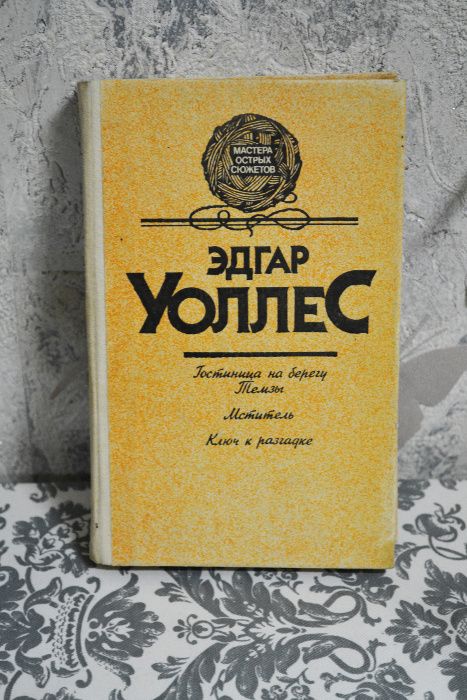 МАСТЕРА
ОСТРЫХ
СЮЖЕТОВ
ЭДГАР
УОЛЛЕС
Гостиница на берегу
Темзы
Мститель
Ключ к разгадке